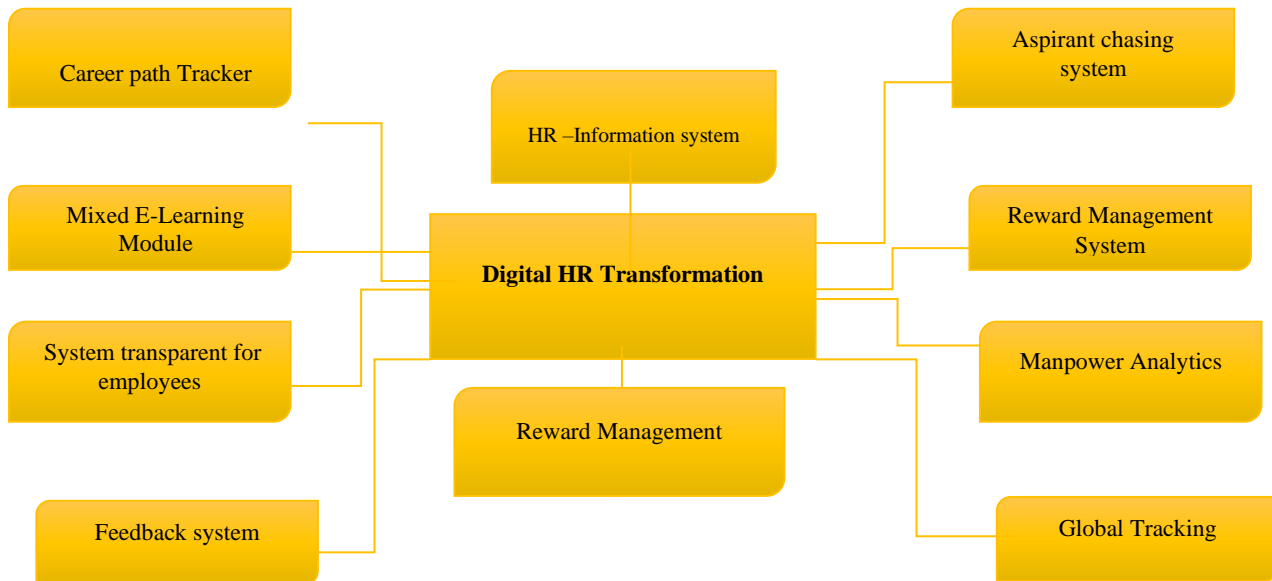 Career path Tracker
Aspirant chasing
system
HR –Information system
Mixed E-Learning
Module
Reward Management
System
Digital HR Transformation
System transparent for
employees
Manpower Analytics
Reward Management
Feedback system
Global Tracking